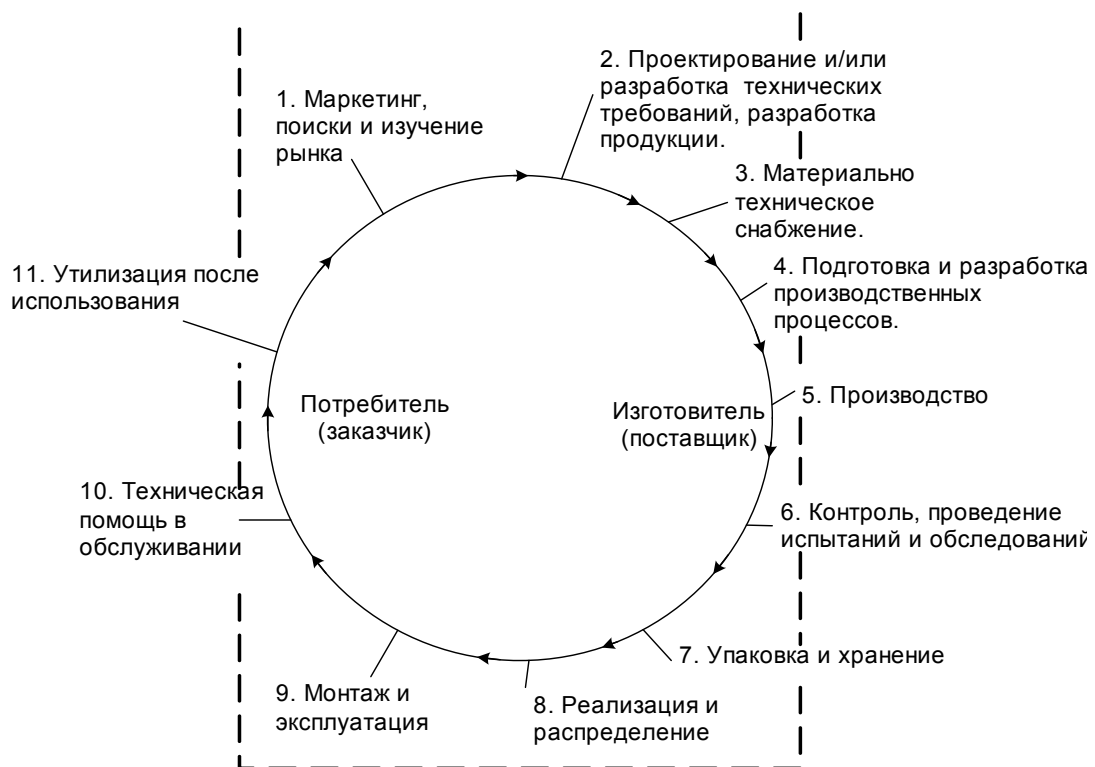 1. Маркетинг,
поиски и изучение
рынка
2. Проектирование и/или
разработка технических
требований, разработка
продукции.
3. Материально
техническое
снабжение.
4. Подготовка и разработка
производственных
процессов.
5. Производство
6. Контроль, проведение
испытаний и обследований
7. Упаковка и хранение
8. Реализация и
распределение
9. Монтаж и
эксплуатация
10. Техническая
помощь в
обслуживании
11. Утилизация после
использования
Потребитель
(заказчик)
Изготовитель
(поставщик)